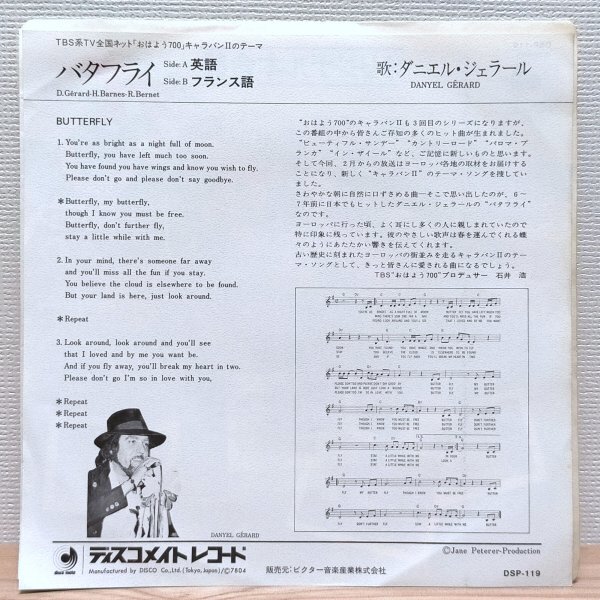 TBS系TV全国ネット「おはよう700」キャラバンIIのテーマ
バタフライ
Side: A 英語
Side: B フランス語
D.Gérard-H.Barnes-R.Bernet
歌：ダニエル・ジェラール
DANYEL GÉRARD
BUTTERFLY
1. You're as bright as a night full of moon.
Butterfly, you have left much too soon.
You have found you have wings and know you wish to fly.
Please don't go and please don't say goodbye.
＊Butterfly, my butterfly,
though I know you must be free.
Butterfly, don't further fly,
stay a little while with me.
2. In your mind, there's someone far away
and you'll miss all the fun if you stay.
You believe the cloud is elsewhere to be found.
But your land is here, just look around.
＊Repeat
3. Look around, look around and you'll see
that I loved and by me you want be.
And if you fly away, you'll break my heart in two.
Please don't go I'm so in love with you,
＊Repeat
＊Repeat
＊Repeat
DANYEL GÉRARD
"おはよう700"のキャラバンIIも3回目のシリーズになりますが、
この番組の中から皆さんご存知の多くのヒット曲が生まれました。
"ビューティフル・サンデー" "カントリーロード" "パロマ・ブ
ランカ" "イン・ザイール" など、ご記憶に新しいものと思います。
そして今回、2月からの放送はヨーロッパ各地の取材をお届する
ことになり、新しく"キャラバンII"のテーマ・ソングを捜してい
ました。
さわやかな朝に自然に口ずさめる曲―そこで思い出したのが、6～
7年前に日本でもヒットしたダニエル・ジェラールの"バタフライ"
なのです。
ヨーロッパに行った頃、よく耳にし多くの人に親しまれていたので
特に印象に残っています。彼のやさしい歌声は春を運んでくれる蝶
々のようにあたたかい響きを伝えてくれます。
古い歴史に刻まれたヨーロッパの街並みを走るキャラバンIIのテー
マ・ソングとして、きっと皆さんに愛される曲になるでしょう。
TBS"おはよう700"プロデューサー 石井 浩
©Jane Peterer-Production
disco mate
ディスコメイト レコード
Manufactured by DISCO Co.,Ltd. (Tokyo, Japan)／Ⓒ7804
販売元：ビクター音楽産業株式会社
DSP-119